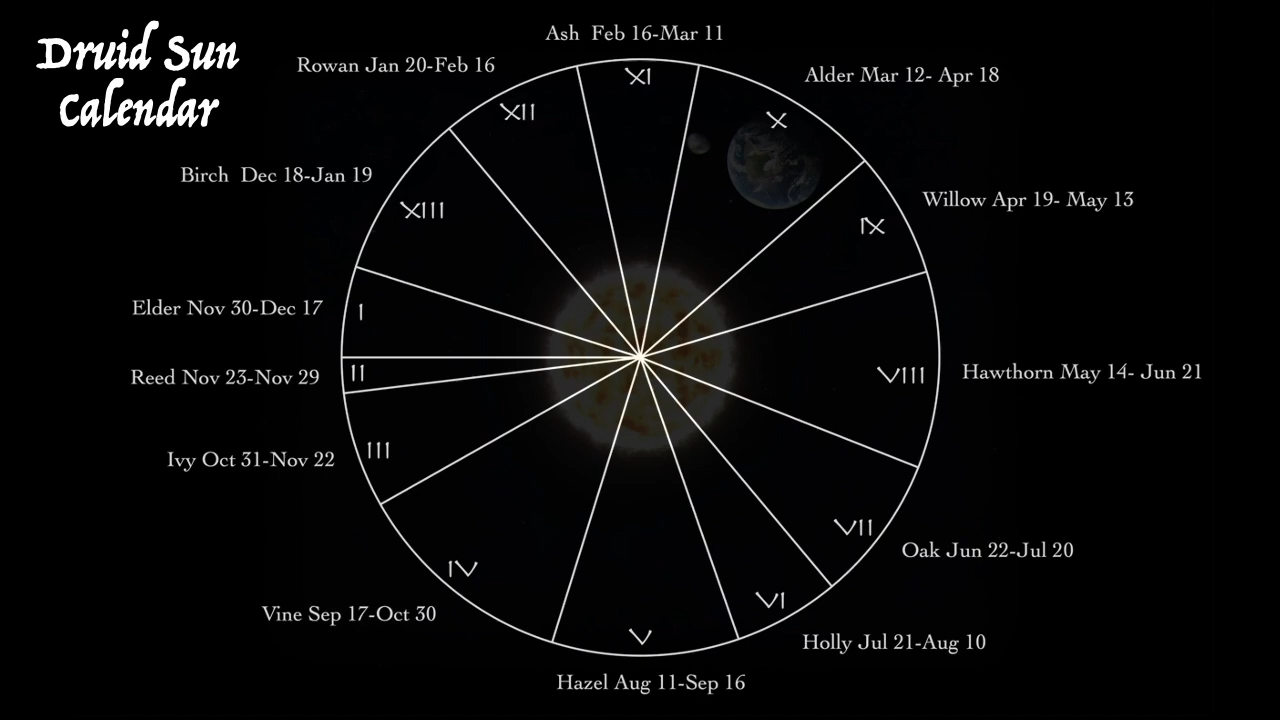 Druid Sun
Calendar
Ash  Feb 16-Mar 11
Rowan Jan 20-Feb 16
Alder Mar 12- Apr 18
XI
XII
X
Birch  Dec 18-Jan 19
Willow Apr 19- May 13
XIII
IX
Elder Nov 30-Dec 17
I
Reed Nov 23-Nov 29
II
VIII
Hawthorn May 14- Jun 21
Ivy Oct 31-Nov 22
III
VII
Oak Jun 22-Jul 20
IV
VI
Vine Sep 17-Oct 30
V
Holly Jul 21-Aug 10
Hazel Aug 11-Sep 16